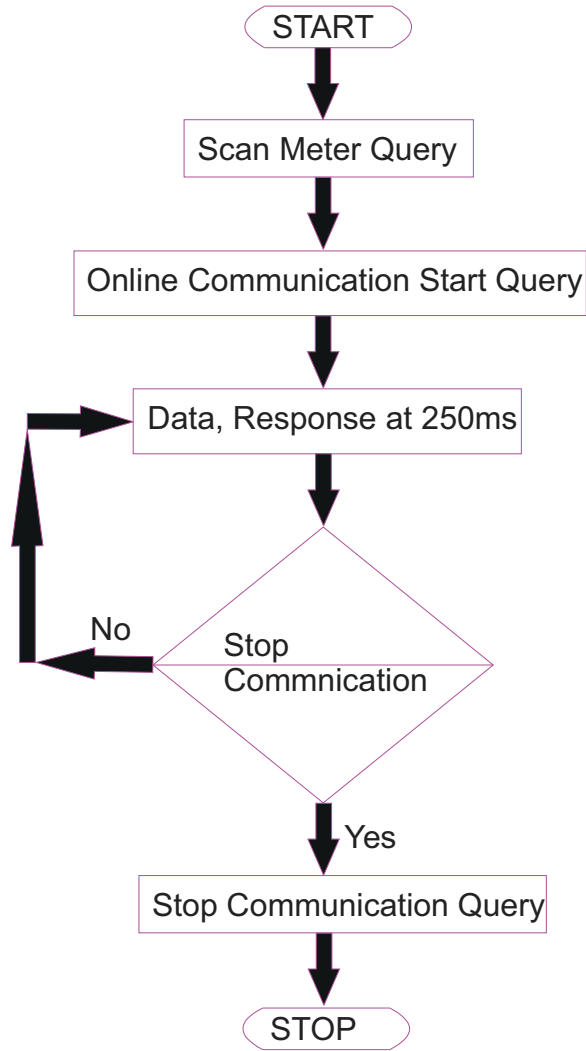 START
Scan Meter Query
Online Communication Start Query
Data, Response at 250ms
No
Stop
Commnication
Yes
Stop Communication Query
STOP